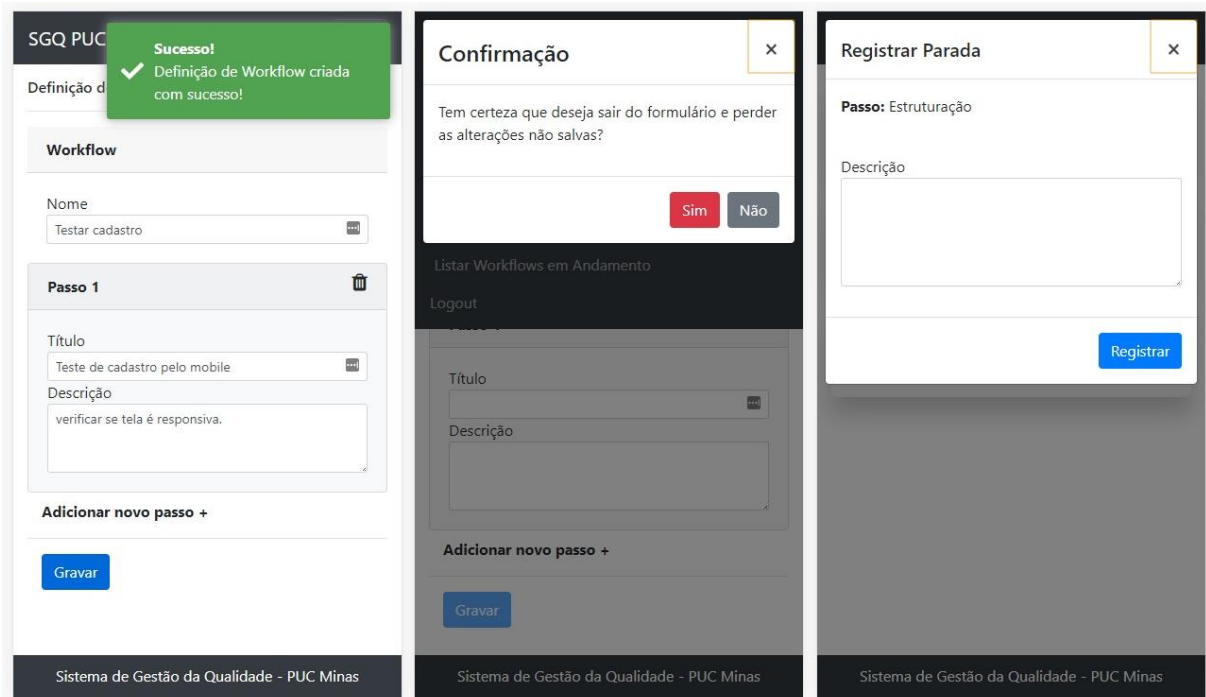 SGQ PUC
Sucesso!
Definição de Workflow criada
com sucesso!
Definição d
Workflow
Nome
Testar cadastro
Passo 1
Título
Teste de cadastro pelo mobile
Descrição
verificar se tela é responsiva.
Adicionar novo passo +
Gravar
Sistema de Gestão da Qualidade - PUC Minas
Confirmação
×
Tem certeza que deseja sair do formulário e perder
as alterações não salvas?
Sim Não
Listar Workflows em Andamento
Logout
Título
Descrição
Adicionar novo passo +
Gravar
Sistema de Gestão da Qualidade - PUC Minas
Registrar Parada
×
Passo: Estruturação
Descrição
Registrar
Sistema de Gestão da Qualidade - PUC Minas